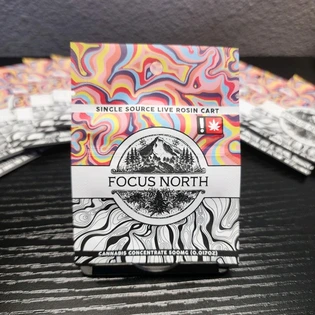 SINGLE SOURCE LIVE ROSIN CART
!
FOCUS NORTH
CANNABIS CONCENTRATE 500MG (0.017OZ)